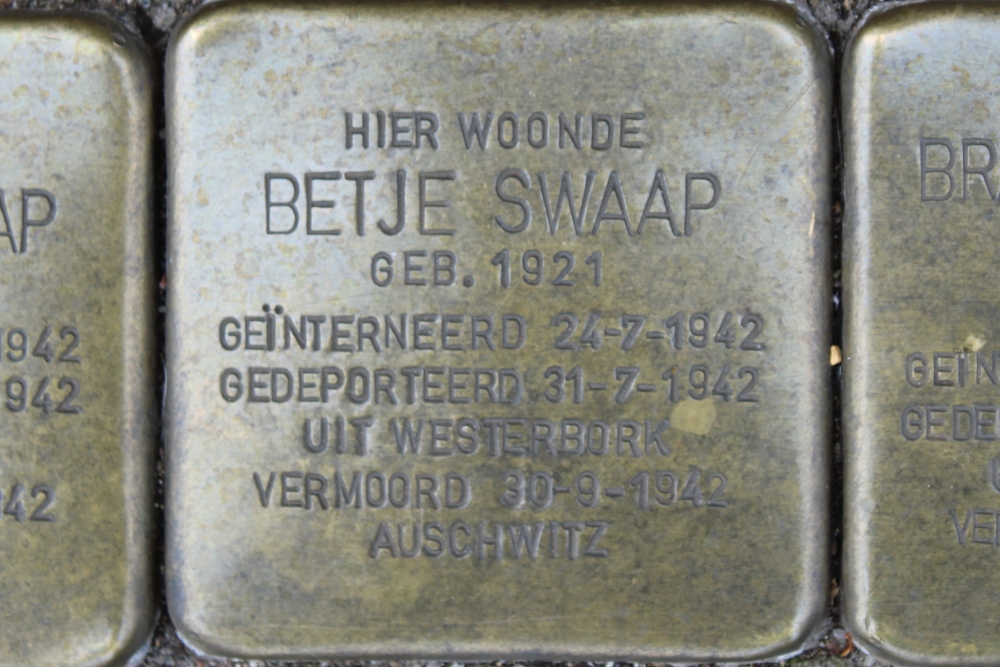 HIER WOONDE
BETJE SWAAP
GEB. 1921
GEÏNTERNEERD 24-7-1942
GEDEPORTEERD 31-7-1942
UIT WESTERBORK
VERMOORD 30-9-1942
AUSCHWITZ